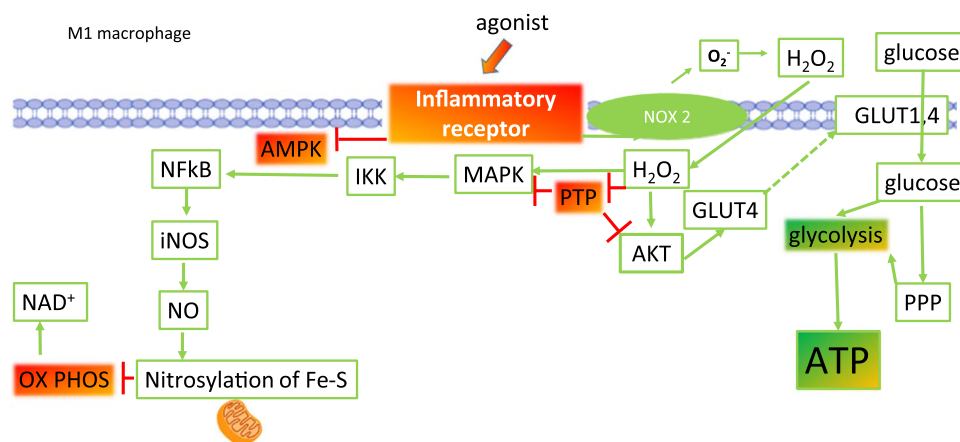 M1 macrophage
agonist
O₂⁻
H₂O₂
glucose
Inflammatory
receptor
NOX 2
GLUT1,4
AMPK
NFkB
IKK
MAPK
H₂O₂
PTP
GLUT4
glucose
iNOS
AKT
glycolysis
NAD⁺
NO
PPP
OX PHOS
Nitrosylation of Fe-S
ATP